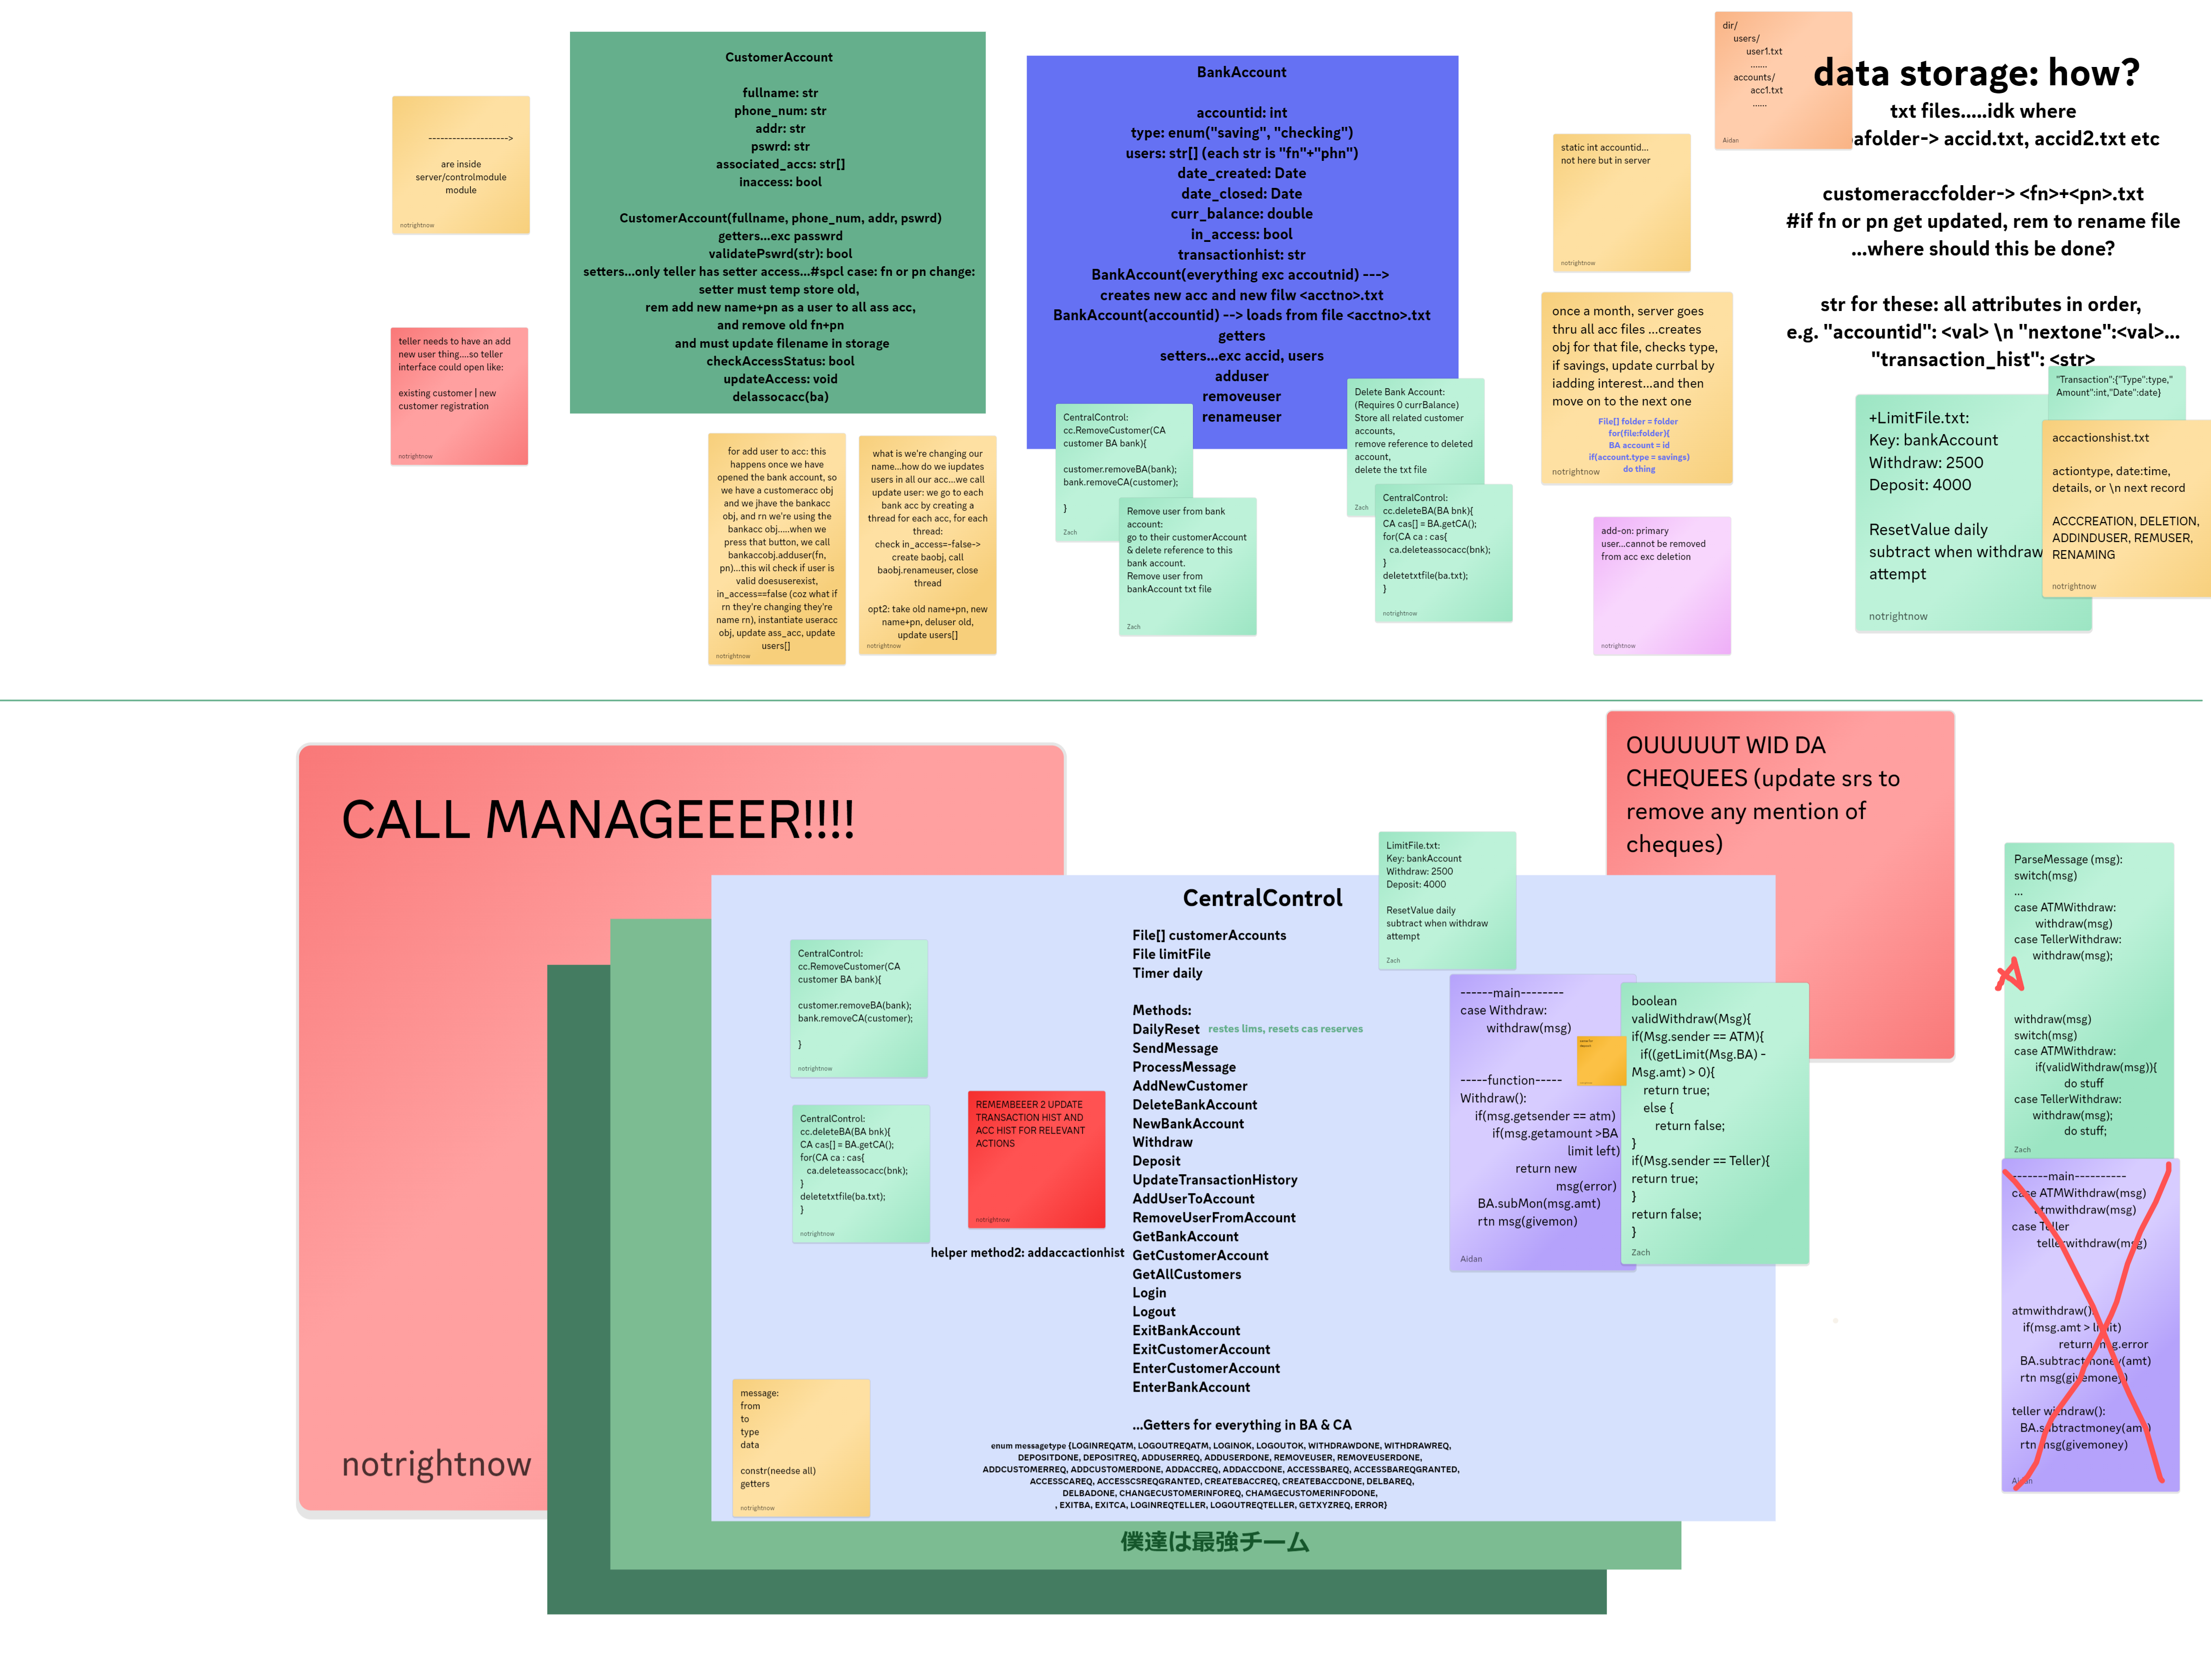 -------------------->
are inside
server/controlmodule
module
notrightnow
teller needs to have an add
new user thing....so teller
interface could open like:
existing customer | new
customer registration
notrightnow
CustomerAccount
fullname: str
phone_num: str
addr: str
pswrd: str
associated_accs: str[]
inaccess: bool
CustomerAccount(fullname, phone_num, addr, pswrd)
getters...exc passwrd
validatePswrd(str): bool
setters...only teller has setter access...#spcl case: fn or pn change:
setter must temp store old,
rem add new name+pn as a user to all ass acc,
and remove old fn+pn
and must update filename in storage
checkAccessStatus: bool
updateAccess: void
delassocacc(ba)
for add user to acc: this
happens once we have
opened the bank account, so
we have a customeracc obj
and we jhave the bankacc
obj, and rn we're using the
bankacc obj.....when we
press that button, we call
bankaccobj.adduser(fn,
pn)...this wil check if user is
valid doesuserexist,
in_access==false (coz what if
rn they're changing they're
name rn), instantiate useracc
obj, update ass_acc, update
users[]
notrightnow
what is we're changing our
name...how do we iupdates
users in all our acc...we call
update user: we go to each
bank acc by creating a
thread for each acc, for each
thread:
check in_access=-false->
create baobj, call
baobj.renameuser, close
thread
opt2: take old name+pn, new
name+pn, deluser old,
update users[]
notrightnow
BankAccount
accountid: int
type: enum("saving", "checking")
users: str[] (each str is "fn"+"phn")
date_created: Date
date_closed: Date
curr_balance: double
in_access: bool
transactionhist: str
BankAccount(everything exc accoutnid) --->
creates new acc and new filw <acctno>.txt
BankAccount(accountid) --> loads from file <acctno>.txt
getters
setters...exc accid, users
adduser
removeuser
renameuser
CentralControl:
cc.RemoveCustomer(CA
customer BA bank){
customer.removeBA(bank);
bank.removeCA(customer);
}
Zach
Remove user from bank
account:
go to their customerAccount
& delete reference to this
bank account.
Remove user from
bankAccount txt file
Zach
Delete Bank Account:
(Requires 0 currBalance)
Store all related customer
accounts,
remove reference to deleted
account,
delete the txt file
Zach
CentralControl:
cc.deleteBA(BA bnk){
CA cas[] = BA.getCA();
for(CA ca : cas{
ca.deleteassocacc(bnk);
}
deletetxtfile(ba.txt);
}
notrightnow
static int accountid...
not here but in server
notrightnow
once a month, server goes
thru all acc files ...creates
obj for that file, checks type,
if savings, update currbal by
iadding interest...and then
move on to the next one
File[] folder = folder
for(file:folder){
BA account = id
if(account.type = savings)
do thing
notrightnow
add-on: primary
user...cannot be removed
from acc exc deletion
notrightnow
dir/
users/
user1.txt
.......
accounts/
acc1.txt
......
Aidan
data storage: how?
txt files.....idk where
bafolder-> accid.txt, accid2.txt etc
customeraccfolder-> <fn>+<pn>.txt
#if fn or pn get updated, rem to rename file
...where should this be done?
str for these: all attributes in order,
e.g. "accountid": <val> \n "nextone":<val>...
"transaction_hist": <str>
"Transaction":{"Type":type,"
Amount":int,"Date":date}
+LimitFile.txt:
Key: bankAccount
Withdraw: 2500
Deposit: 4000
ResetValue daily
subtract when withdraw
attempt
notrightnow
accactionshist.txt
actiontype, date:time,
details, or \n next record
ACCCREATION, DELETION,
ADDINDUSER, REMUSER,
RENAMING
notrightnow
CALL MANAGEEER!!!!
notrightnow
OUUUUUT WID DA
CHEQUEES (update srs to
remove any mention of
cheques)
CentralControl
File[] customerAccounts
File limitFile
Timer daily
Methods:
DailyReset restes lims, resets cas reserves
SendMessage
ProcessMessage
AddNewCustomer
DeleteBankAccount
NewBankAccount
Withdraw
Deposit
UpdateTransactionHistory
AddUserToAccount
RemoveUserFromAccount
GetBankAccount
GetCustomerAccount
GetAllCustomers
Login
Logout
ExitBankAccount
ExitCustomerAccount
EnterCustomerAccount
EnterBankAccount
...Getters for everything in BA & CA
enum messagetype {LOGINREQATM, LOGOUTREQATM, LOGINOK, LOGOUTOK, WITHDRAWDONE, WITHDRAWREQ,
DEPOSITDONE, DEPOSITREQ, ADDUSERREQ, ADDUSERDONE, REMOVEUSER, REMOVEUSERDONE,
ADDCUSTOMERREQ, ADDCUSTOMERDONE, ADDACCREQ, ADDACCDONE, ACCESSBAREQ, ACCESSBAREQGRANTED,
ACCESSCAREQ, ACCESSCSREQGRANTED, CREATEBACCREQ, CREATEBACCDONE, DELBAREQ,
DELBADONE, CHANGECUSTOMERINFOREQ, CHAMGECUSTOMERINFODONE,
, EXITBA, EXITCA, LOGINREQTELLER, LOGOUTREQTELLER, GETXYZREQ, ERROR}
CentralControl:
cc.RemoveCustomer(CA
customer BA bank){
customer.removeBA(bank);
bank.removeCA(customer);
}
notrightnow
CentralControl:
cc.deleteBA(BA bnk){
CA cas[] = BA.getCA();
for(CA ca : cas{
ca.deleteassocacc(bnk);
}
deletetxtfile(ba.txt);
}
notrightnow
REMEMBEEER 2 UPDATE
TRANSACTION HIST AND
ACC HIST FOR RELEVANT
ACTIONS
notrightnow
helper method2: addaccactionhist
message:
from
to
type
data
constr(needse all)
getters
notrightnow
LimitFile.txt:
Key: bankAccount
Withdraw: 2500
Deposit: 4000
ResetValue daily
subtract when withdraw
attempt
Zach
------main--------
case Withdraw:
withdraw(msg)
-----function-----
Withdraw():
if(msg.getsender == atm)
if(msg.getamount >BA
limit left)
return new
msg(error)
BA.subMon(msg.amt)
rtn msg(givemon)
Aidan
boolean
validWithdraw(Msg){
if(Msg.sender == ATM){
if((getLimit(Msg.BA) -
Msg.amt) > 0){
return true;
else {
return false;
}
if(Msg.sender == Teller){
return true;
}
return false;
}
Zach
ParseMessage (msg):
switch(msg)
...
case ATMWithdraw:
withdraw(msg)
case TellerWithdraw:
withdraw(msg);
withdraw(msg)
switch(msg)
case ATMWithdraw:
if(validWithdraw(msg)){
do stuff
case TellerWithdraw:
withdraw(msg);
do stuff;
Zach
-------main----------
case ATMWithdraw(msg)
atmwithdraw(msg)
case Teller
tellerwithdraw(msg)
atmwithdraw():
if(msg.amt > limit)
return msg.error
BA.subtractmoney(amt)
rtn msg(givemoney)
teller withdraw():
BA.subtractmoney(amt)
rtn msg(givemoney)
Aidan
僕達は最強チーム